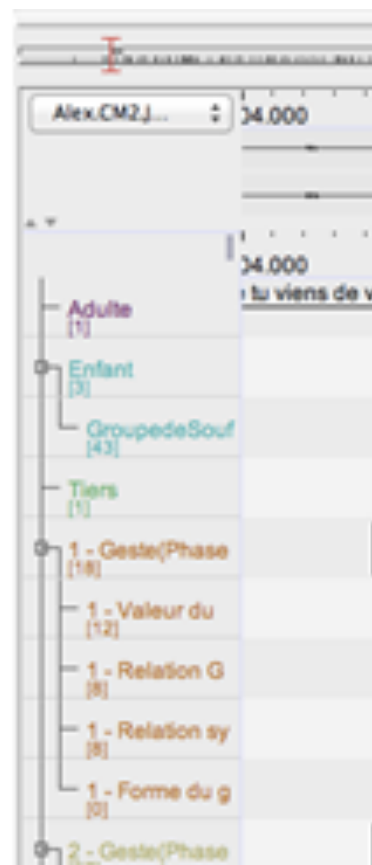 Alex.CM2.J...
04.000
04.000
tu viens de v
Adulte
[1]
Enfant
[3]
GroupedeSouf
[43]
Tiers
[1]
1 - Geste(Phase
[18]
1 - Valeur du
[12]
1 - Relation G
[8]
1 - Relation sy
[8]
1 - Forme du g
[0]
2 - Geste(Phase